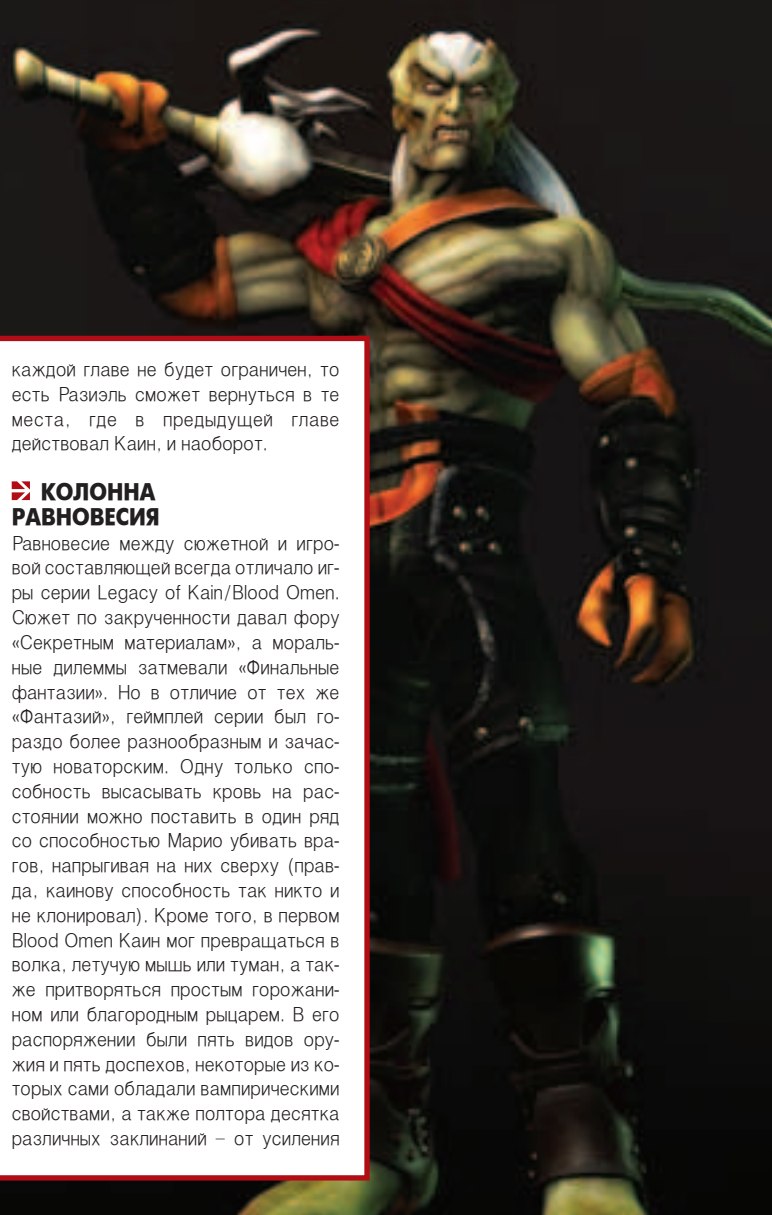 каждой главе не будет ограничен, то
есть Разиэль сможет вернуться в те
места, где в предыдущей главе
действовал Каин, и наоборот.
КОЛОННА
РАВНОВЕСИЯ
Равновесие между сюжетной и игро-
вой составляющей всегда отличало иг-
ры серии Legacy of Kain/Blood Omen.
Сюжет по закрученности давал фору
«Секретным материалам», а мораль-
ные дилеммы затмевали «Финальные
фантазии». Но в отличие от тех же
«Фантазий», геймплей серии был го-
раздо более разнообразным и зачас-
тую новаторским. Одну только спо-
собность высасывать кровь на рас-
стоянии можно поставить в один ряд
со способностью Марио убивать вра-
гов, напрыгивая на них сверху (прав-
да, каинову способность так никто и
не клонировал). Кроме того, в первом
Blood Omen Каин мог превращаться в
волка, летучую мышь или туман, а так-
же притворяться простым горожани-
ном или благородным рыцарем. В его
распоряжении были пять видов ору-
жия и пять доспехов, некоторые из ко-
торых сами обладали вампирическими
свойствами, а также полтора десятка
различных заклинаний – от усиления